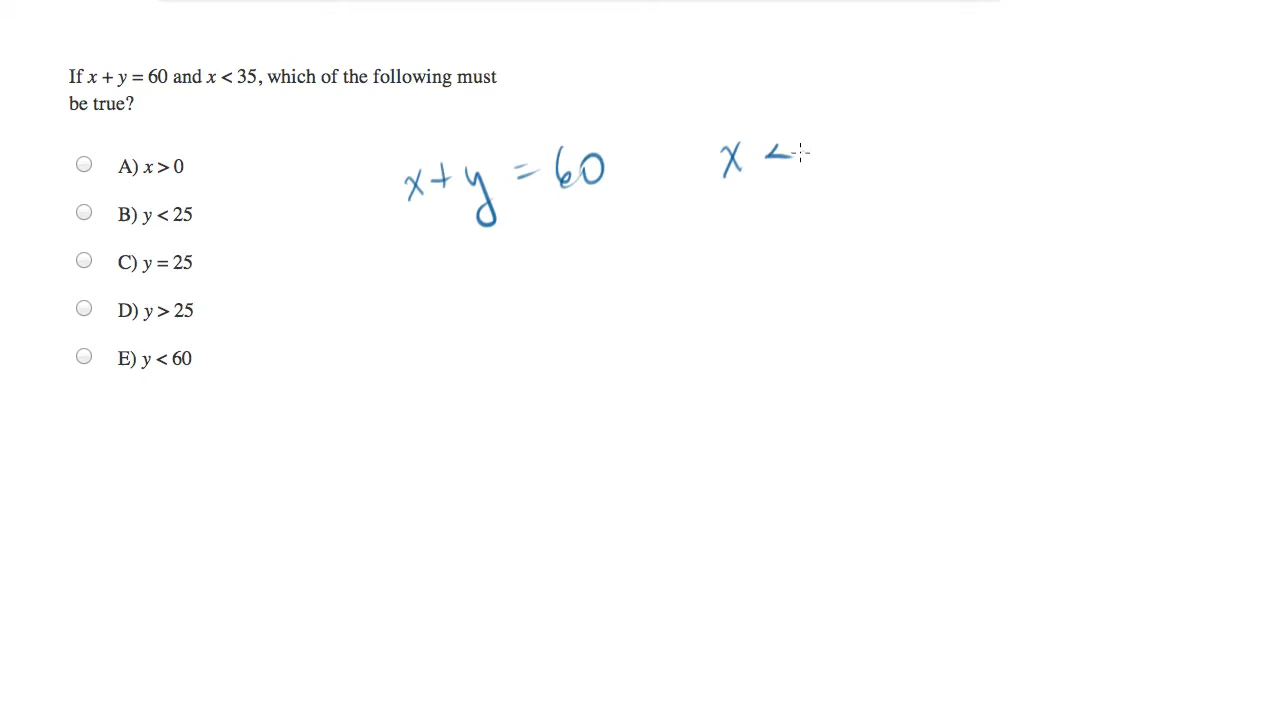 If x + y = 60 and x < 35, which of the following must
be true?
A) x > 0
B) y < 25
C) y = 25
D) y > 25
E) y < 60
x + y = 60
x <